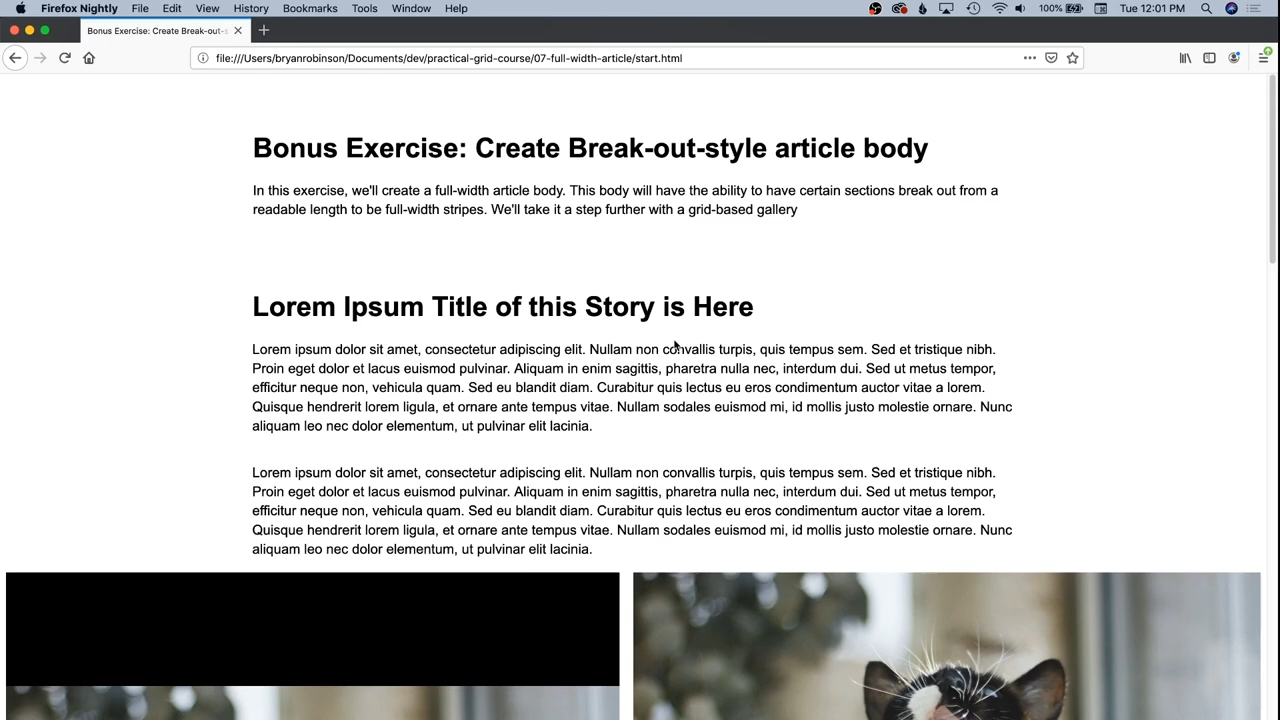 Firefox Nightly File Edit View History Bookmarks Tools Window Help 100% Tue 12:01 PM
Bonus Exercise: Create Break-out-s
file:///Users/bryanrobinson/Documents/dev/practical-grid-course/07-full-width-article/start.html
Bonus Exercise: Create Break-out-style article body
In this exercise, we'll create a full-width article body. This body will have the ability to have certain sections break out from a
readable length to be full-width stripes. We'll take it a step further with a grid-based gallery
Lorem Ipsum Title of this Story is Here
Lorem ipsum dolor sit amet, consectetur adipiscing elit. Nullam non convallis turpis, quis tempus sem. Sed et tristique nibh.
Proin eget dolor et lacus euismod pulvinar. Aliquam in enim sagittis, pharetra nulla nec, interdum dui. Sed ut metus tempor,
efficitur neque non, vehicula quam. Sed eu blandit diam. Curabitur quis lectus eu eros condimentum auctor vitae a lorem.
Quisque hendrerit lorem ligula, et ornare ante tempus vitae. Nullam sodales euismod mi, id mollis justo molestie ornare. Nunc
aliquam leo nec dolor elementum, ut pulvinar elit lacinia.
Lorem ipsum dolor sit amet, consectetur adipiscing elit. Nullam non convallis turpis, quis tempus sem. Sed et tristique nibh.
Proin eget dolor et lacus euismod pulvinar. Aliquam in enim sagittis, pharetra nulla nec, interdum dui. Sed ut metus tempor,
efficitur neque non, vehicula quam. Sed eu blandit diam. Curabitur quis lectus eu eros condimentum auctor vitae a lorem.
Quisque hendrerit lorem ligula, et ornare ante tempus vitae. Nullam sodales euismod mi, id mollis justo molestie ornare. Nunc
aliquam leo nec dolor elementum, ut pulvinar elit lacinia.